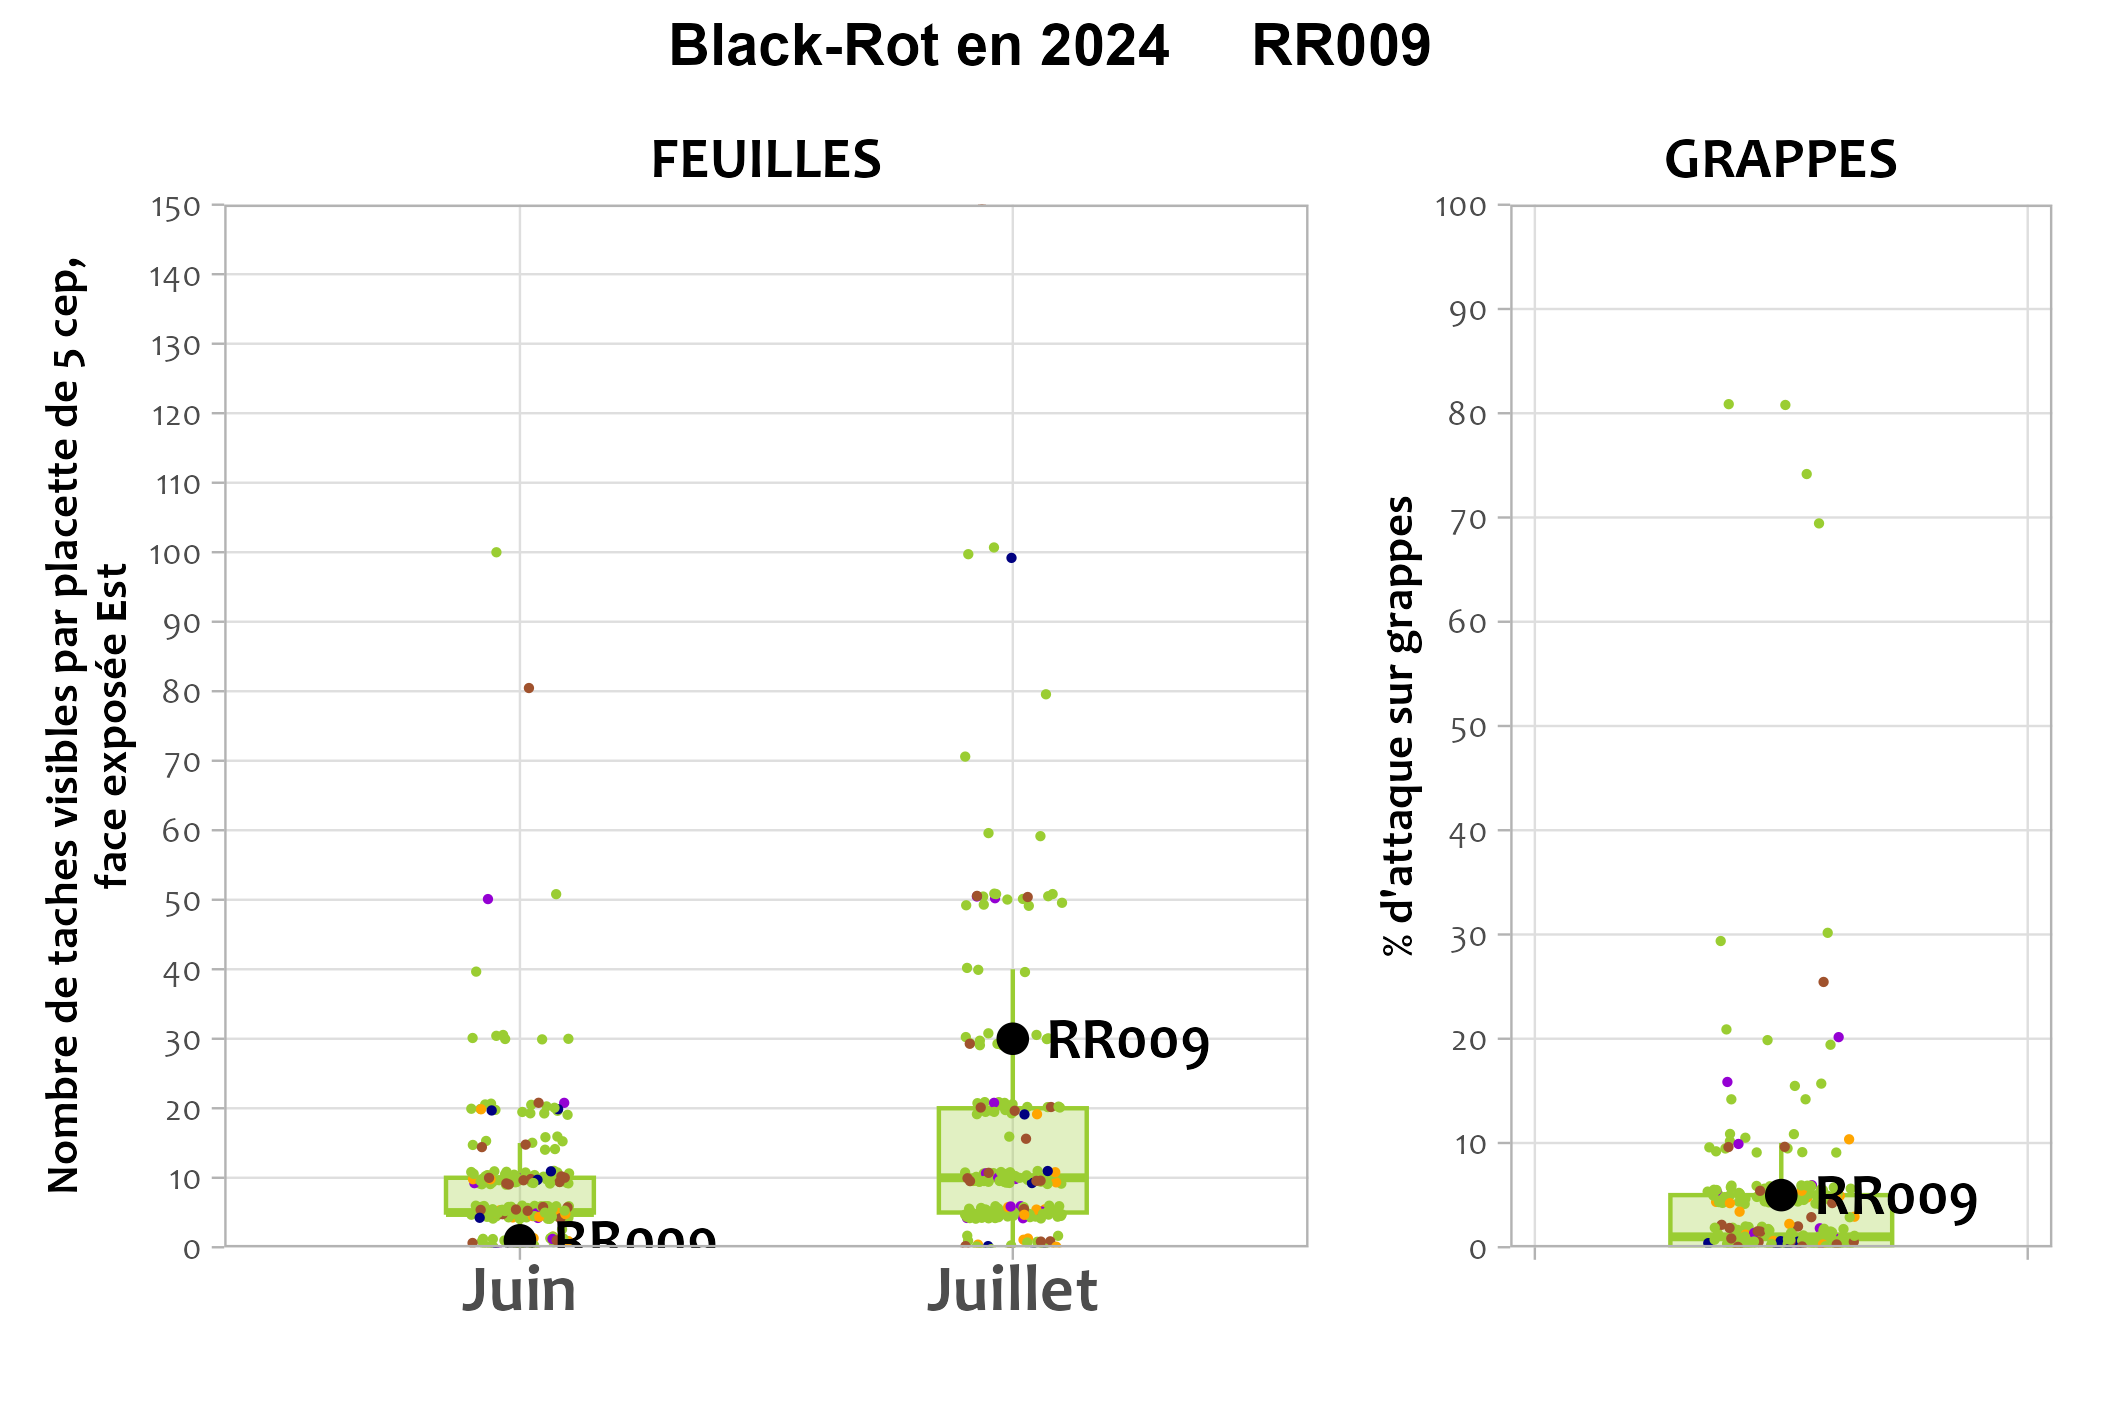 Black-Rot en 2024 RR009
FEUILLES
GRAPPES
Nombre de taches visibles par placette de 5 cep,
face exposée Est
150
140
130
120
110
100
90
80
70
60
50
40
30
20
10
0
RR009
RR009
Juin
Juillet
% d'attaque sur grappes
100
90
80
70
60
50
40
30
20
10
0
RR009